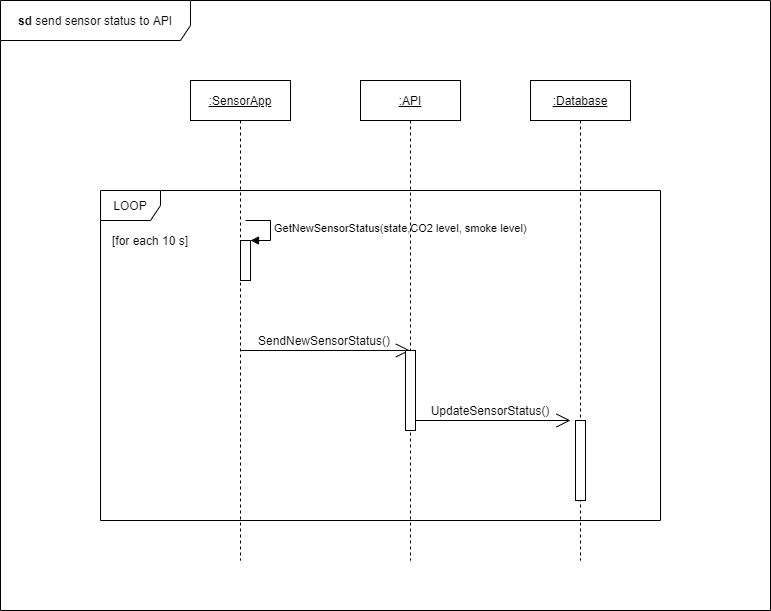 sd send sensor status to API
:SensorApp
:API
:Database
LOOP
[for each 10 s]
GetNewSensorStatus(state,CO2 level, smoke level)
SendNewSensorStatus()
UpdateSensorStatus()